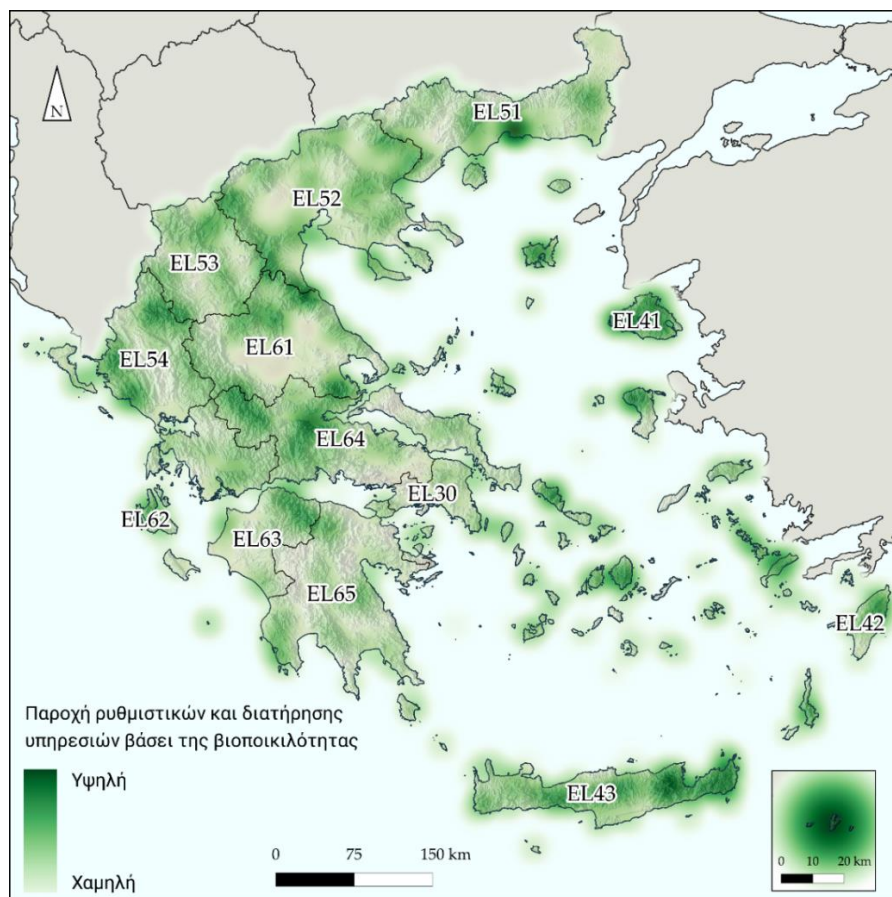 N
EL51
EL52
EL53
EL41
EL61
EL54
EL64
EL30
EL62
EL63
EL65
EL42
Παροχή ρυθμιστικών και διατήρησης
υπηρεσιών βάσει της βιοποικιλότητας
Υψηλή
EL43
0 75 150 km
0 10 20 km
Χαμηλή